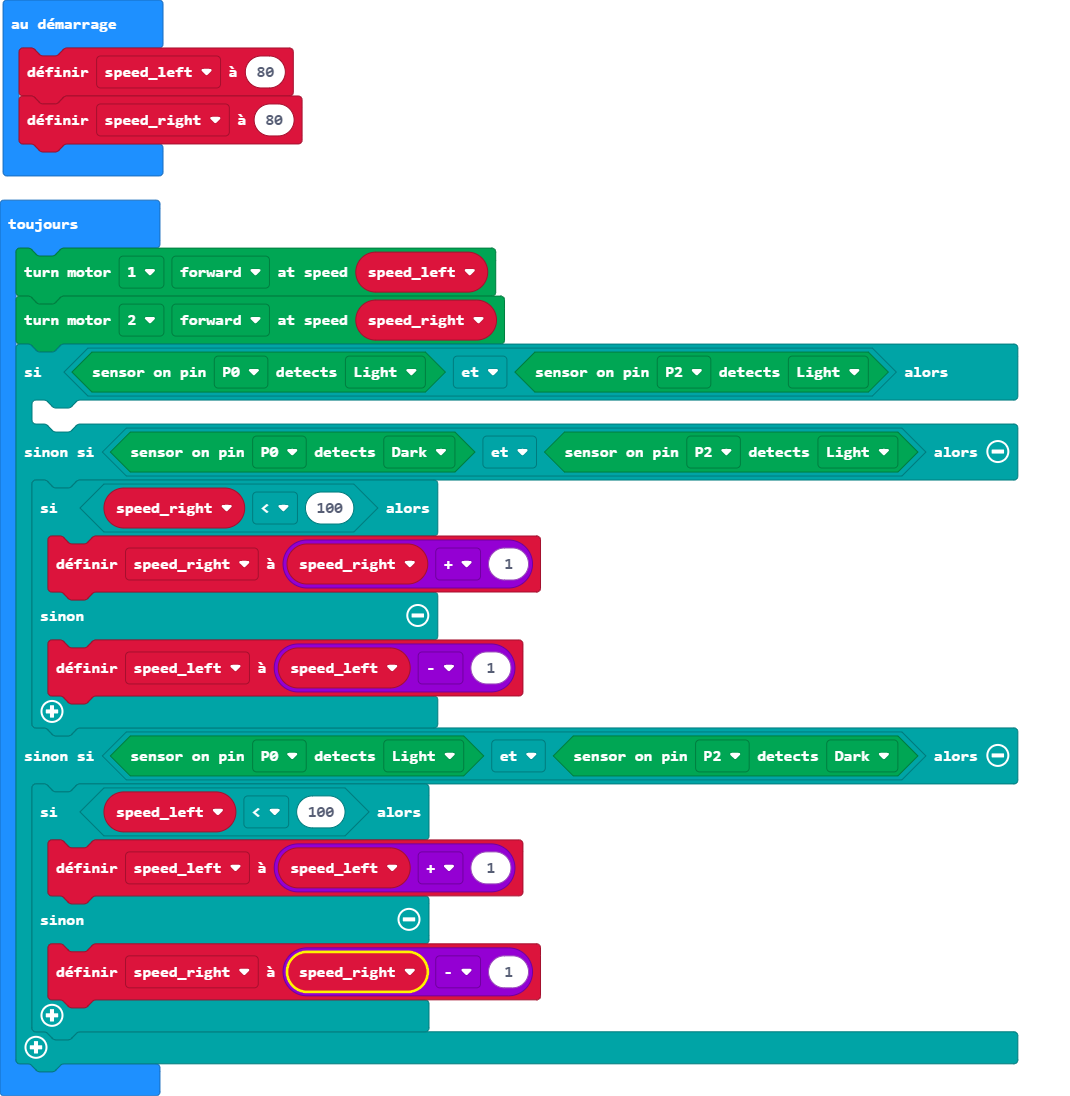 au démarrage
définir speed_left à 80
définir speed_right à 80
toujours
turn motor 1 forward at speed speed_left
turn motor 2 forward at speed speed_right
si sensor on pin P0 detects Light et sensor on pin P2 detects Light alors
sinon si sensor on pin P0 detects Dark et sensor on pin P2 detects Light alors
si speed_right < 100 alors
définir speed_right à speed_right + 1
sinon
définir speed_left à speed_left - 1
sinon si sensor on pin P0 detects Light et sensor on pin P2 detects Dark alors
si speed_left < 100 alors
définir speed_left à speed_left + 1
sinon
définir speed_right à speed_right - 1